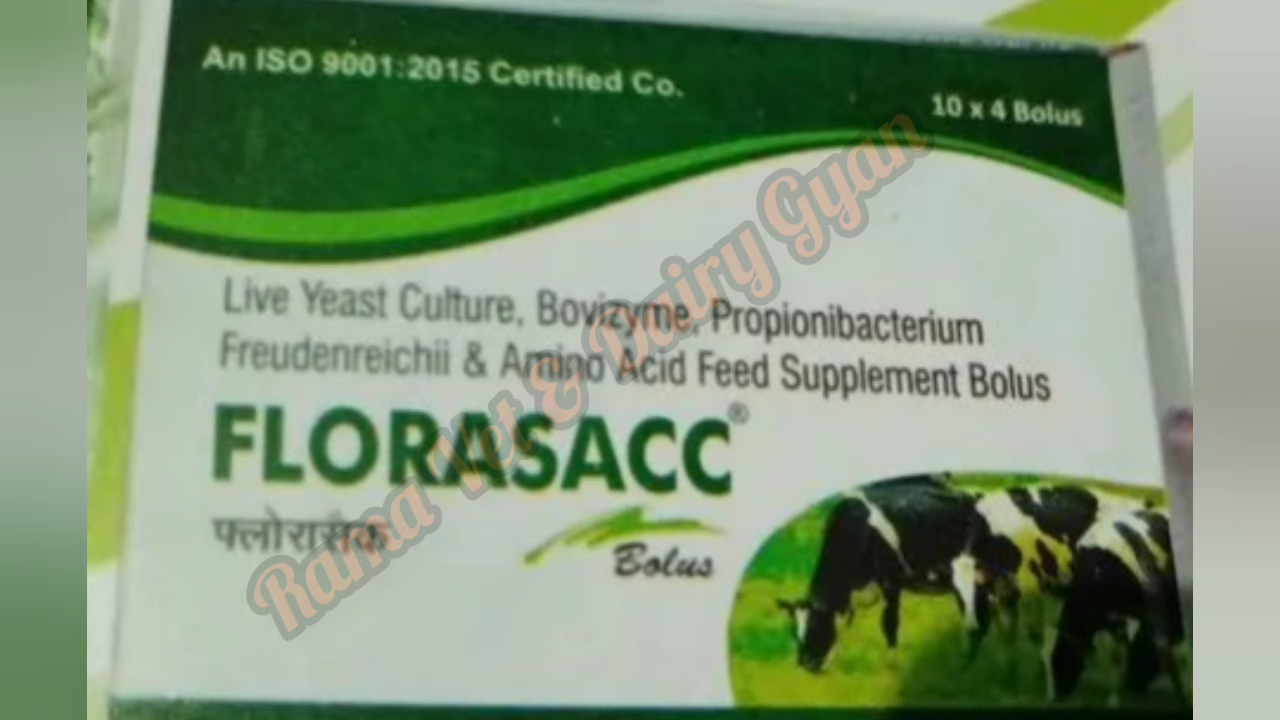 An ISO 9001:2015 Certified Co.
10 x 4 Bolus
Live Yeast Culture, Bovizyme, Propionibacterium
Freudenreichii & Amino Acid Feed Supplement Bolus
FLORASACC®
फ्लोरासैक
Bolus
Rama Vet & Dairy Gyan